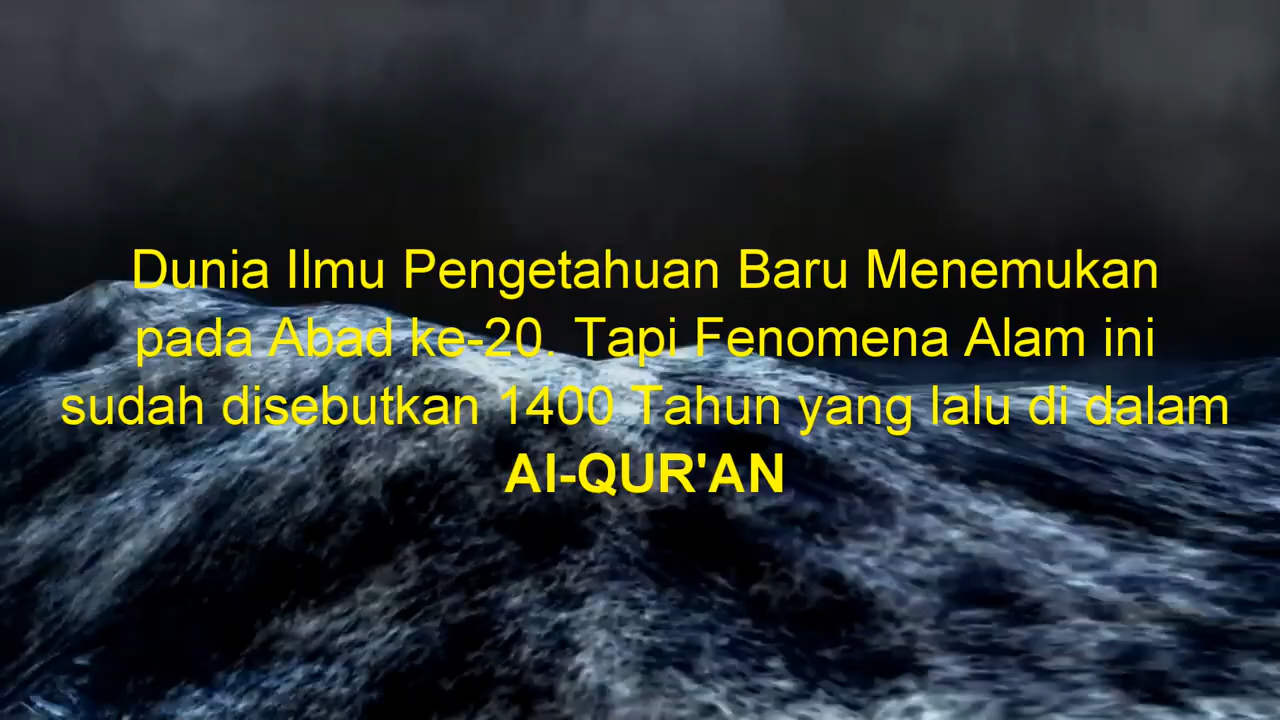 Dunia Ilmu Pengetahuan Baru Menemukan
pada Abad ke-20. Tapi Fenomena Alam ini
sudah disebutkan 1400 Tahun yang lalu di dalam
Al-QUR'AN